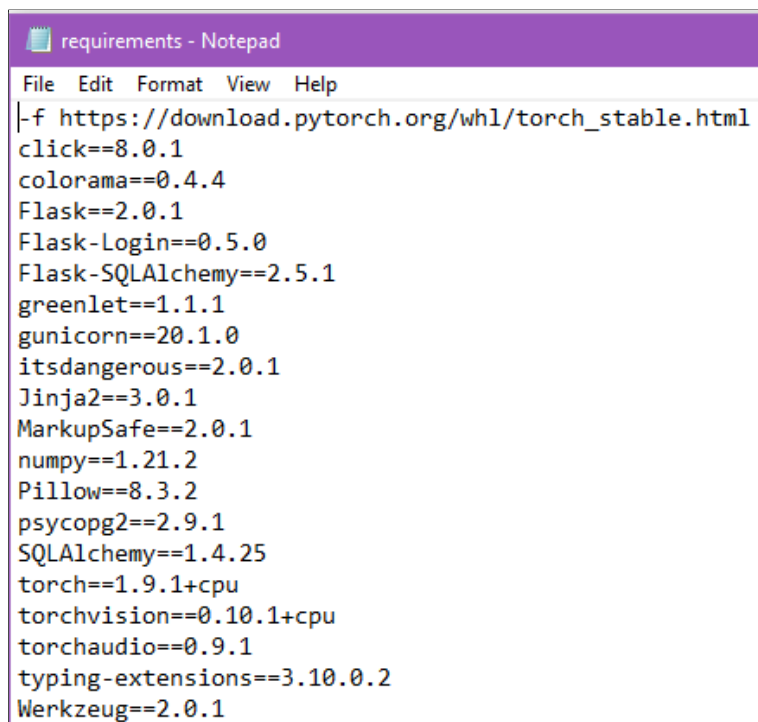 requirements - Notepad
File Edit Format View Help
-f https://download.pytorch.org/whl/torch_stable.html
click==8.0.1
colorama==0.4.4
Flask==2.0.1
Flask-Login==0.5.0
Flask-SQLAlchemy==2.5.1
greenlet==1.1.1
gunicorn==20.1.0
itsdangerous==2.0.1
Jinja2==3.0.1
MarkupSafe==2.0.1
numpy==1.21.2
Pillow==8.3.2
psycopg2==2.9.1
SQLAlchemy==1.4.25
torch==1.9.1+cpu
torchvision==0.10.1+cpu
torchaudio==0.9.1
typing-extensions==3.10.0.2
Werkzeug==2.0.1